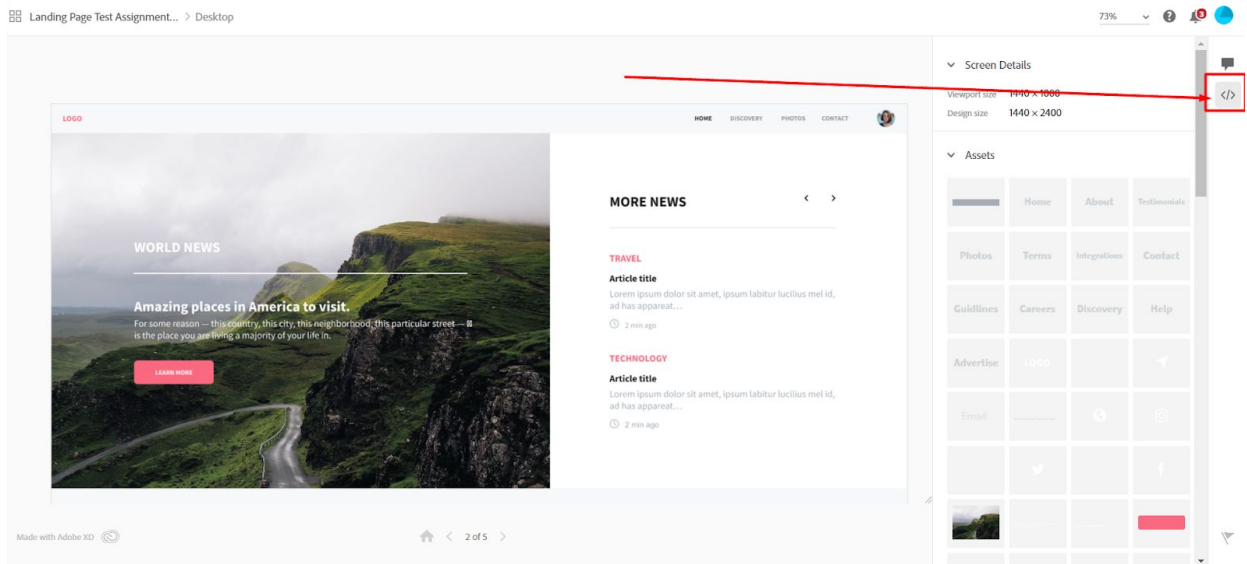 Landing Page Test Assignment... > Desktop
73%
3
Screen Details
Viewport size 1440 × 1000
Design size 1440 × 2400
Assets
LOGO
HOME DISCOVERY PHOTOS CONTACT
WORLD NEWS
Amazing places in America to visit.
For some reason — this country, this city, this neighborhood, this particular street —
is the place you are living a majority of your life in.
LEARN MORE
MORE NEWS
TRAVEL
Article title
Lorem ipsum dolor sit amet, ipsum labitur lucilius mel id,
ad has appareat...
2 min ago
TECHNOLOGY
Article title
Lorem ipsum dolor sit amet, ipsum labitur lucilius mel id,
ad has appareat...
2 min ago
Home About Testimonials
Photos Terms Integrations Contact
Guidlines Careers Discovery Help
Advertise LOGO
Email
Made with Adobe XD
2 of 5